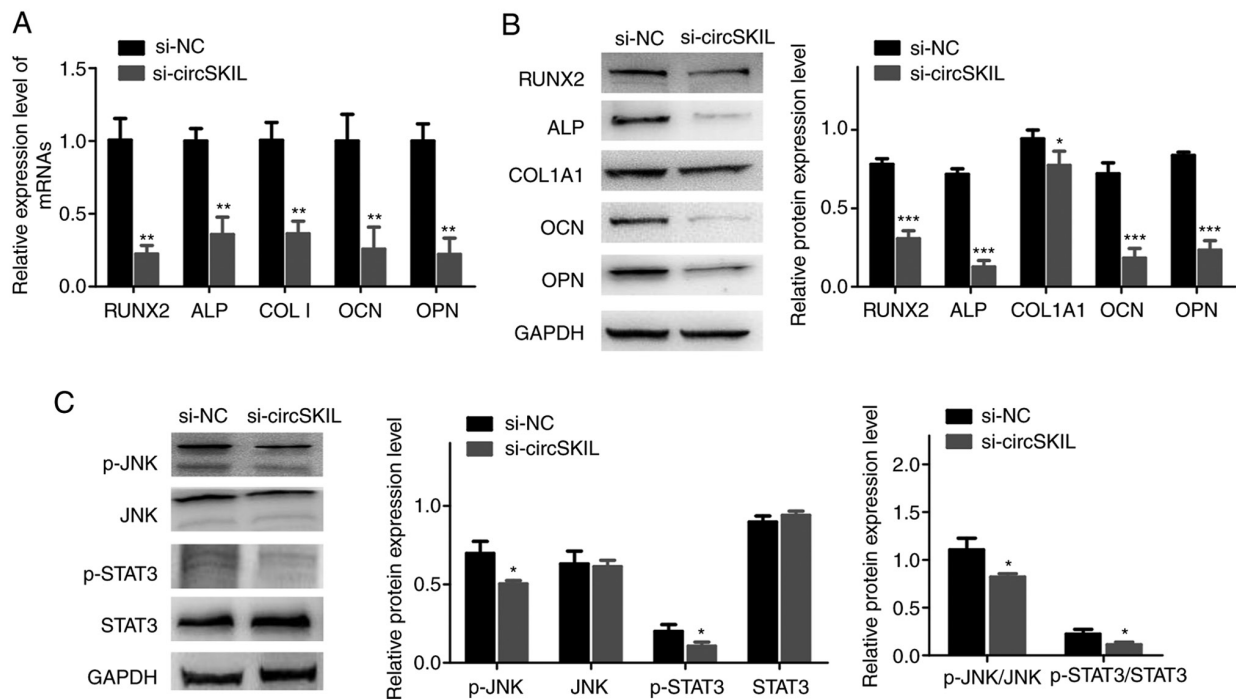 A
si-NC
si-circSKIL
Relative expression level of
mRNAs
1.5
1.0
0.5
0.0
**
**
**
**
**
RUNX2 ALP COL I OCN OPN
B
si-NC si-circSKIL
RUNX2
ALP
COL1A1
OCN
OPN
GAPDH
si-NC
si-circSKIL
Relative protein expression level
1.0
0.5
0.0
***
***
*
***
***
RUNX2 ALP COL1A1 OCN OPN
C
si-NC si-circSKIL
p-JNK
JNK
p-STAT3
STAT3
GAPDH
si-NC
si-circSKIL
Relative protein expression level
1.0
0.5
0.0
*
*
p-JNK JNK p-STAT3 STAT3
si-NC
si-circSKIL
Relative protein expression level
2.0
1.5
1.0
0.5
0.0
*
*
p-JNK/JNK p-STAT3/STAT3